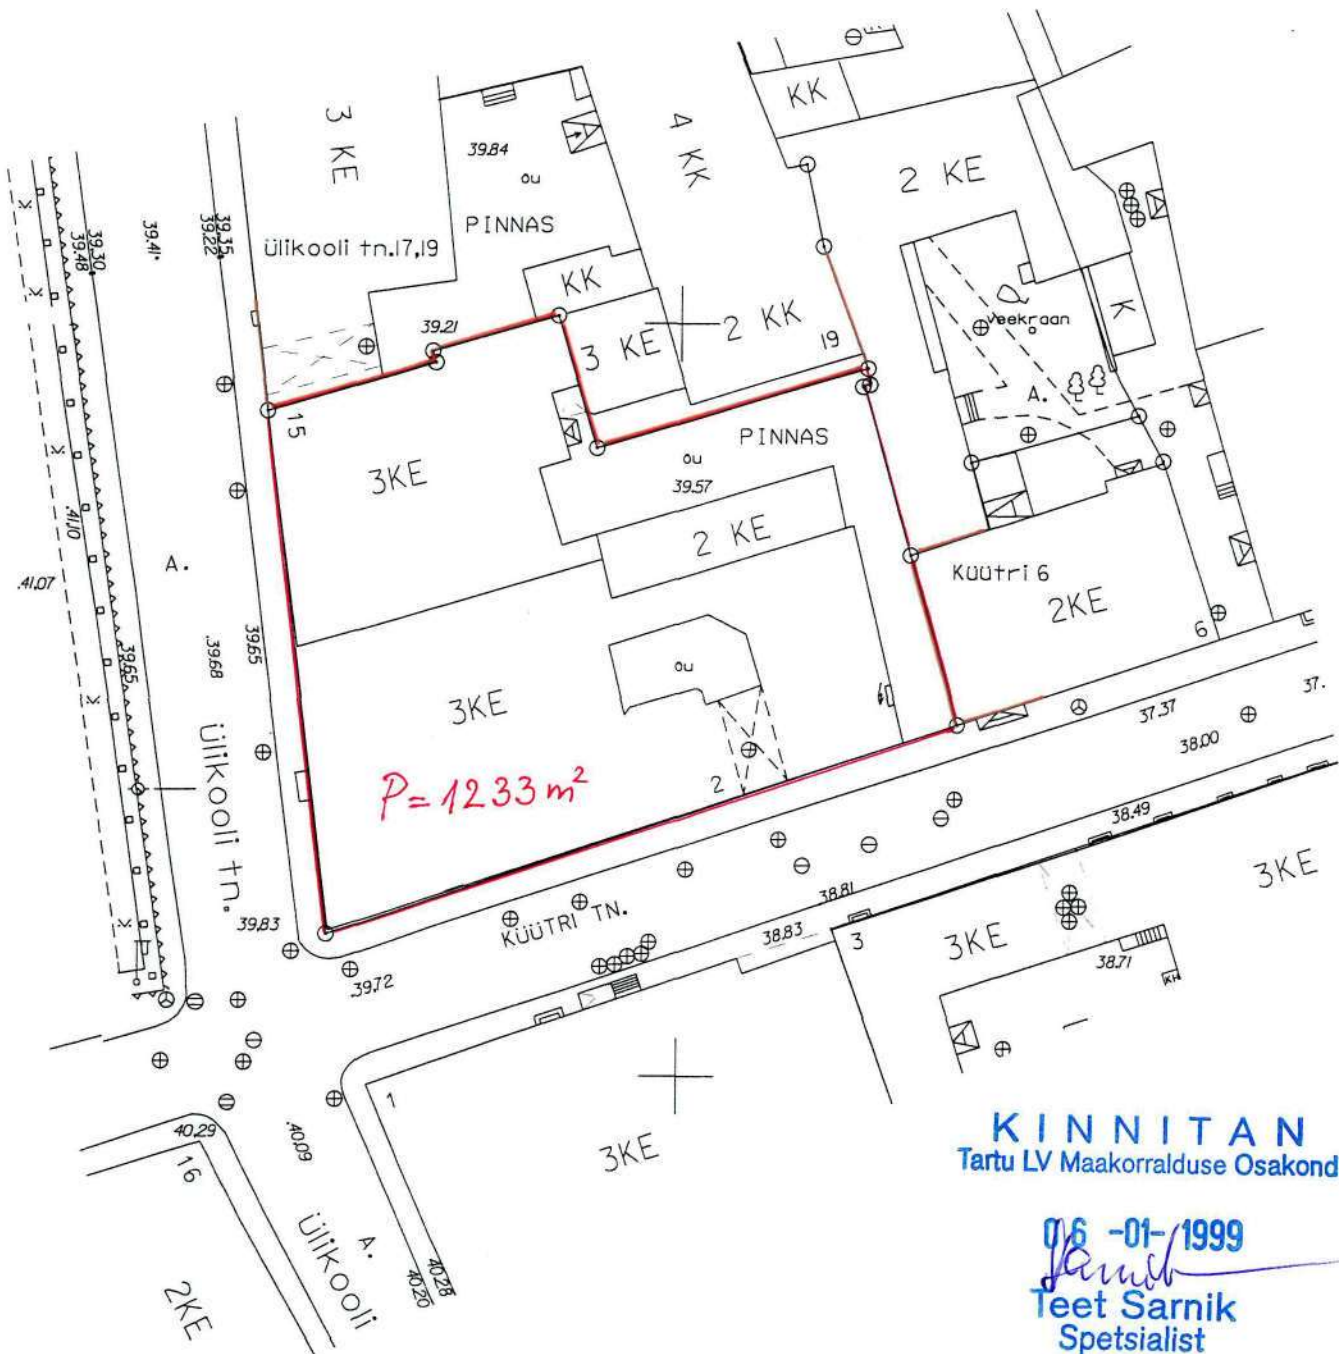 KK
3 KE
4 KK
39.84
ou
2 KE
PINNAS
39.35
39.22
39.41
39.30
39.48
Ülikooli tn.17,19
KK
veekraan
K
39.21
3 KE
2 KK
19
A.
15
PINNAS
3KE
ou
39.57
41.10
2 KE
A.
41.07
Küütri 6
2KE
6
39.65
39.68
39.65
ou
3KE
37.
37.37
38.00
Ülikooli tn.
P=1233 m²
2
38.49
3KE
38.81
39.83
KÜÜTRI TN.
38.83
3
3KE
38.71
KH
39.72
1
40.29
16
40.09
3KE
KINNITAN
Tartu LV Maakorralduse Osakond
Ülikooli
A.
40.28
40.20
2KE
06 -01- 1999
Teet Sarnik
Spetsialist